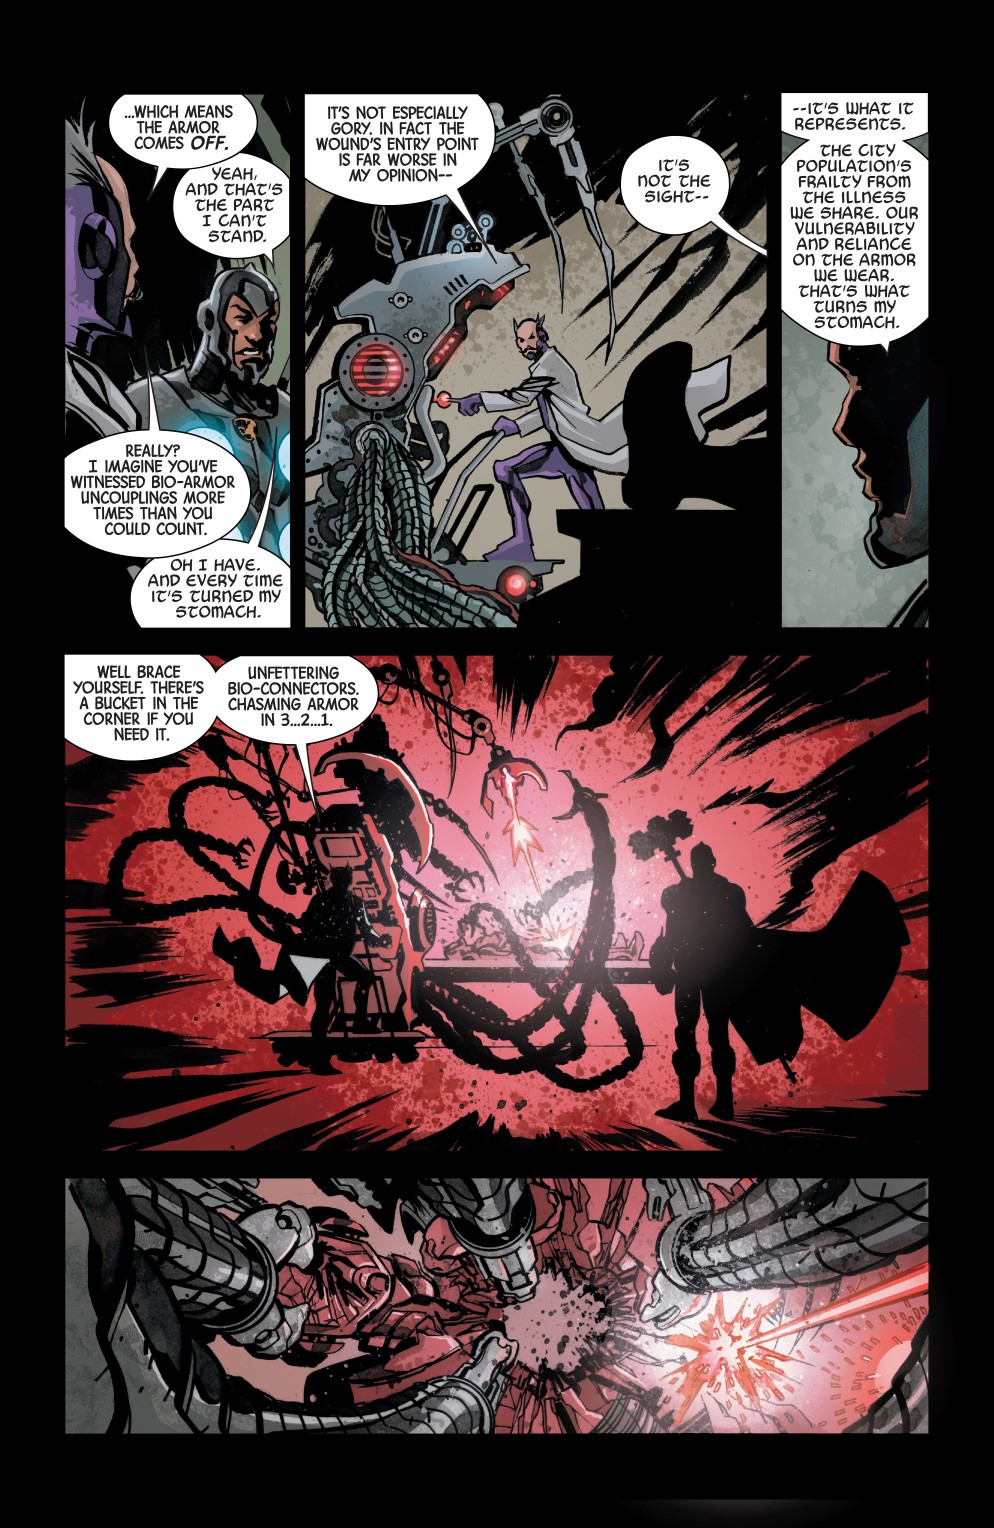 ...WHICH MEANS
THE ARMOR
COMES OFF.
YEAH,
AND THAT'S
THE PART
I CAN'T
STAND.
REALLY?
I IMAGINE YOU'VE
WITNESSED BIO-ARMOR
UNCOUPLINGS MORE
TIMES THAN YOU
COULD COUNT.
OH I HAVE.
AND EVERY TIME
IT'S TURNED MY
STOMACH.
IT'S NOT ESPECIALLY
GORY. IN FACT THE
WOUND'S ENTRY POINT
IS FAR WORSE IN
MY OPINION--
IT'S
NOT THE
SIGHT--
--IT'S WHAT IT
REPRESENTS.
THE CITY
POPULATION'S
FRAILTY FROM
THE ILLNESS
WE SHARE. OUR
VULNERABILITY
AND RELIANCE
ON THE ARMOR
WE WEAR.
THAT'S WHAT
TURNS MY
STOMACH.
WELL BRACE
YOURSELF. THERE'S
A BUCKET IN THE
CORNER IF YOU
NEED IT.
UNFETTERING
BIO-CONNECTORS.
CHASMING ARMOR
IN 3...2...1.